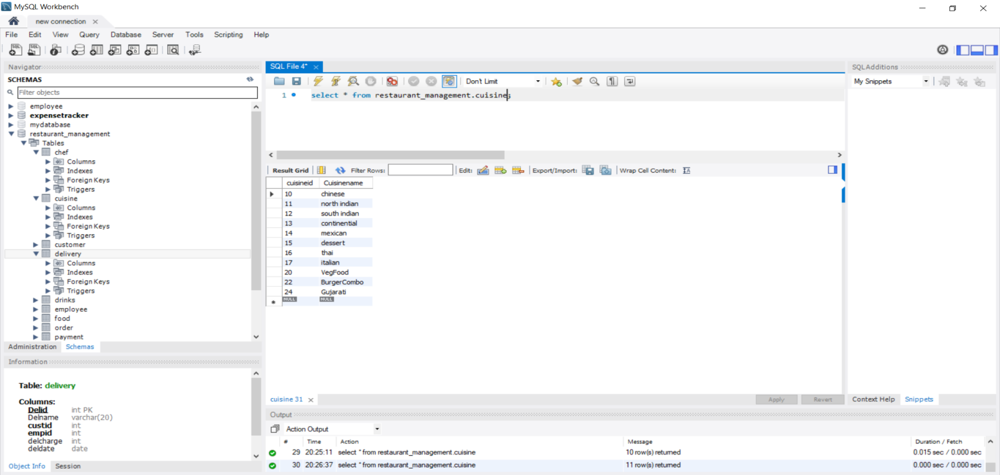 MySQL Workbench
new connection
File Edit View Query Database Server Tools Scripting Help
Navigator
SCHEMAS
Filter objects
employee
expensetracker
mydatabase
restaurant_management
Tables
chef
Columns
Indexes
Foreign Keys
Triggers
cuisine
Columns
Indexes
Foreign Keys
Triggers
customer
delivery
Columns
Indexes
Foreign Keys
Triggers
drinks
employee
food
order
payment
Administration Schemas
Information
Table: delivery
Columns:
Delid int PK
Delname varchar(20)
custid int
empid int
delcharge int
deldate date
Object Info Session
SQL File 4*
Don't Limit
1 select * from restaurant_management.cuisine;
Result Grid Filter Rows: Edit: Export/Import: Wrap Cell Content:
cuisineid Cuisinename
10 chinese
11 north indian
12 south indian
13 continential
14 mexican
15 dessert
16 thai
17 italian
20 VegFood
22 BurgerCombo
24 Gujarati
NULL NULL
cuisine 31
Apply Revert
Output
Action Output
# Time Action Message Duration / Fetch
29 20:25:11 select * from restaurant_management.cuisine 10 row(s) returned 0.015 sec / 0.000 sec
30 20:26:37 select * from restaurant_management.cuisine 11 row(s) returned 0.000 sec / 0.000 sec
SQLAdditions
My Snippets
Context Help Snippets